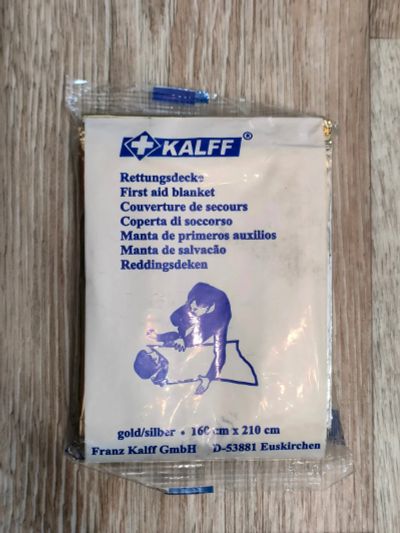 KALFF®
Rettungsdecke
First aid blanket
Couverture de secours
Coperta di soccorso
Manta de primeros auxilios
Manta de salvacão
Reddingsdeken
gold/silber • 160 cm x 210 cm
Franz Kalff GmbH D-53881 Euskirchen